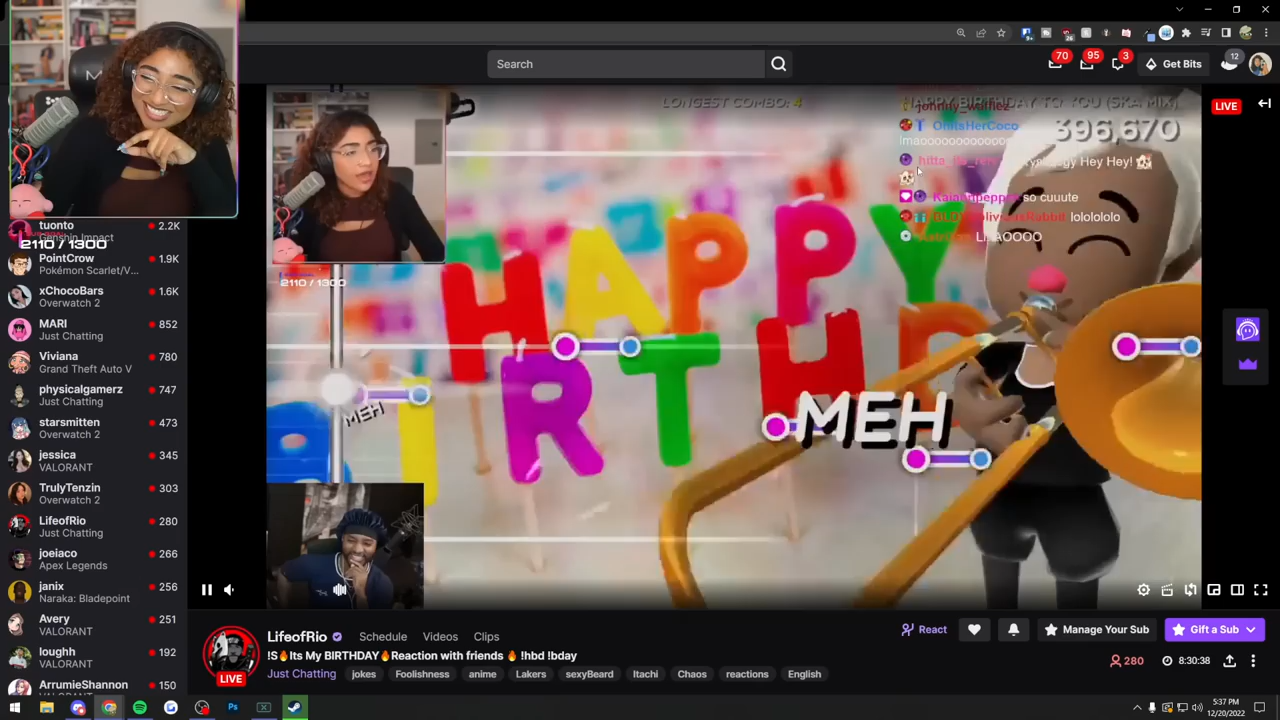 Search
70
95
3
12
Get Bits
LIVE
tuonto
2.2K
Genshin Impact
2110 / 1300
PointCrow
1.9K
Pokémon Scarlet/V...
xChocoBars
1.6K
Overwatch 2
MARI
852
Just Chatting
Viviana
780
Grand Theft Auto V
physicalgamerz
747
Just Chatting
starsmitten
473
Overwatch 2
jessica
345
VALORANT
TrulyTenzin
303
Overwatch 2
LifeofRio
280
Just Chatting
joeiaco
266
Apex Legends
janix
256
Naraka: Bladepoint
Avery
251
VALORANT
loughh
192
VALORANT
ArrumieShannon
150
LONGEST COMBO: 4
HAPPY BIRTHDAY TO YOU (SKA MIX)
396,670
OhItsHerCoco
Hey Hey!
so cuuute
lololololo
LMAOOOO
2110 / 1300
HAPPY
BIRTHD
MEH
MEH
LifeofRio
Schedule
Videos
Clips
!S🔥Its My BIRTHDAY🔥Reaction with friends 🔥 !hbd !bday
Just Chatting
jokes
Foolishness
anime
Lakers
sexyBeard
Itachi
Chaos
reactions
English
LIVE
React
Manage Your Sub
Gift a Sub
280
8:30:38
5:37 PM
12/20/2022